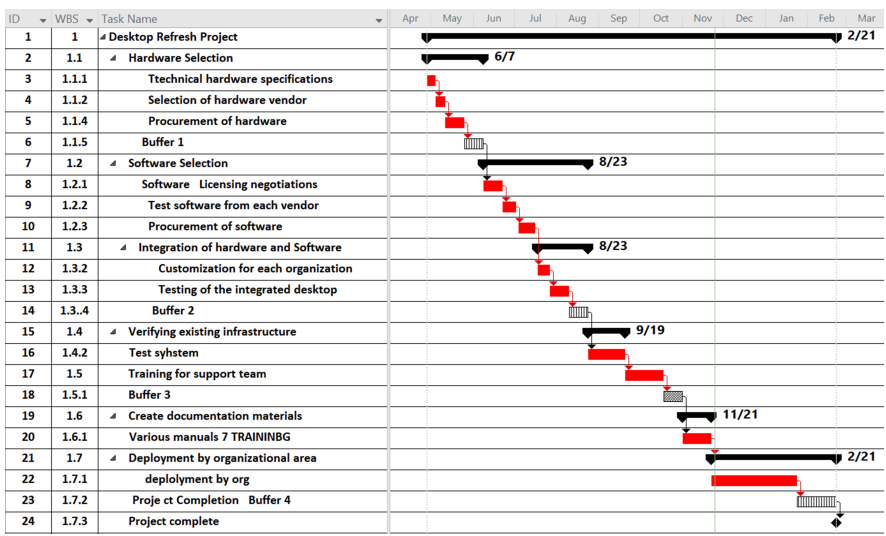 ID WBS Task Name Apr May Jun Jul Aug Sep Oct Nov Dec Jan Feb Mar
1 1 Desktop Refresh Project 2/21
2 1.1 Hardware Selection 6/7
3 1.1.1 Ttechnical hardware specifications
4 1.1.2 Selection of hardware vendor
5 1.1.4 Procurement of hardware
6 1.1.5 Buffer 1
7 1.2 Software Selection 8/23
8 1.2.1 Software Licensing negotiations
9 1.2.2 Test software from each vendor
10 1.2.3 Procurement of software
11 1.3 Integration of hardware and Software 8/23
12 1.3.2 Customization for each organization
13 1.3.3 Testing of the integrated desktop
14 1.3..4 Buffer 2
15 1.4 Verifying existing infrastructure 9/19
16 1.4.2 Test syhstem
17 1.5 Training for support team
18 1.5.1 Buffer 3
19 1.6 Create documentation materials 11/21
20 1.6.1 Various manuals 7 TRAININBG
21 1.7 Deployment by organizational area 2/21
22 1.7.1 deplolyment by org
23 1.7.2 Proje ct Completion Buffer 4
24 1.7.3 Project complete